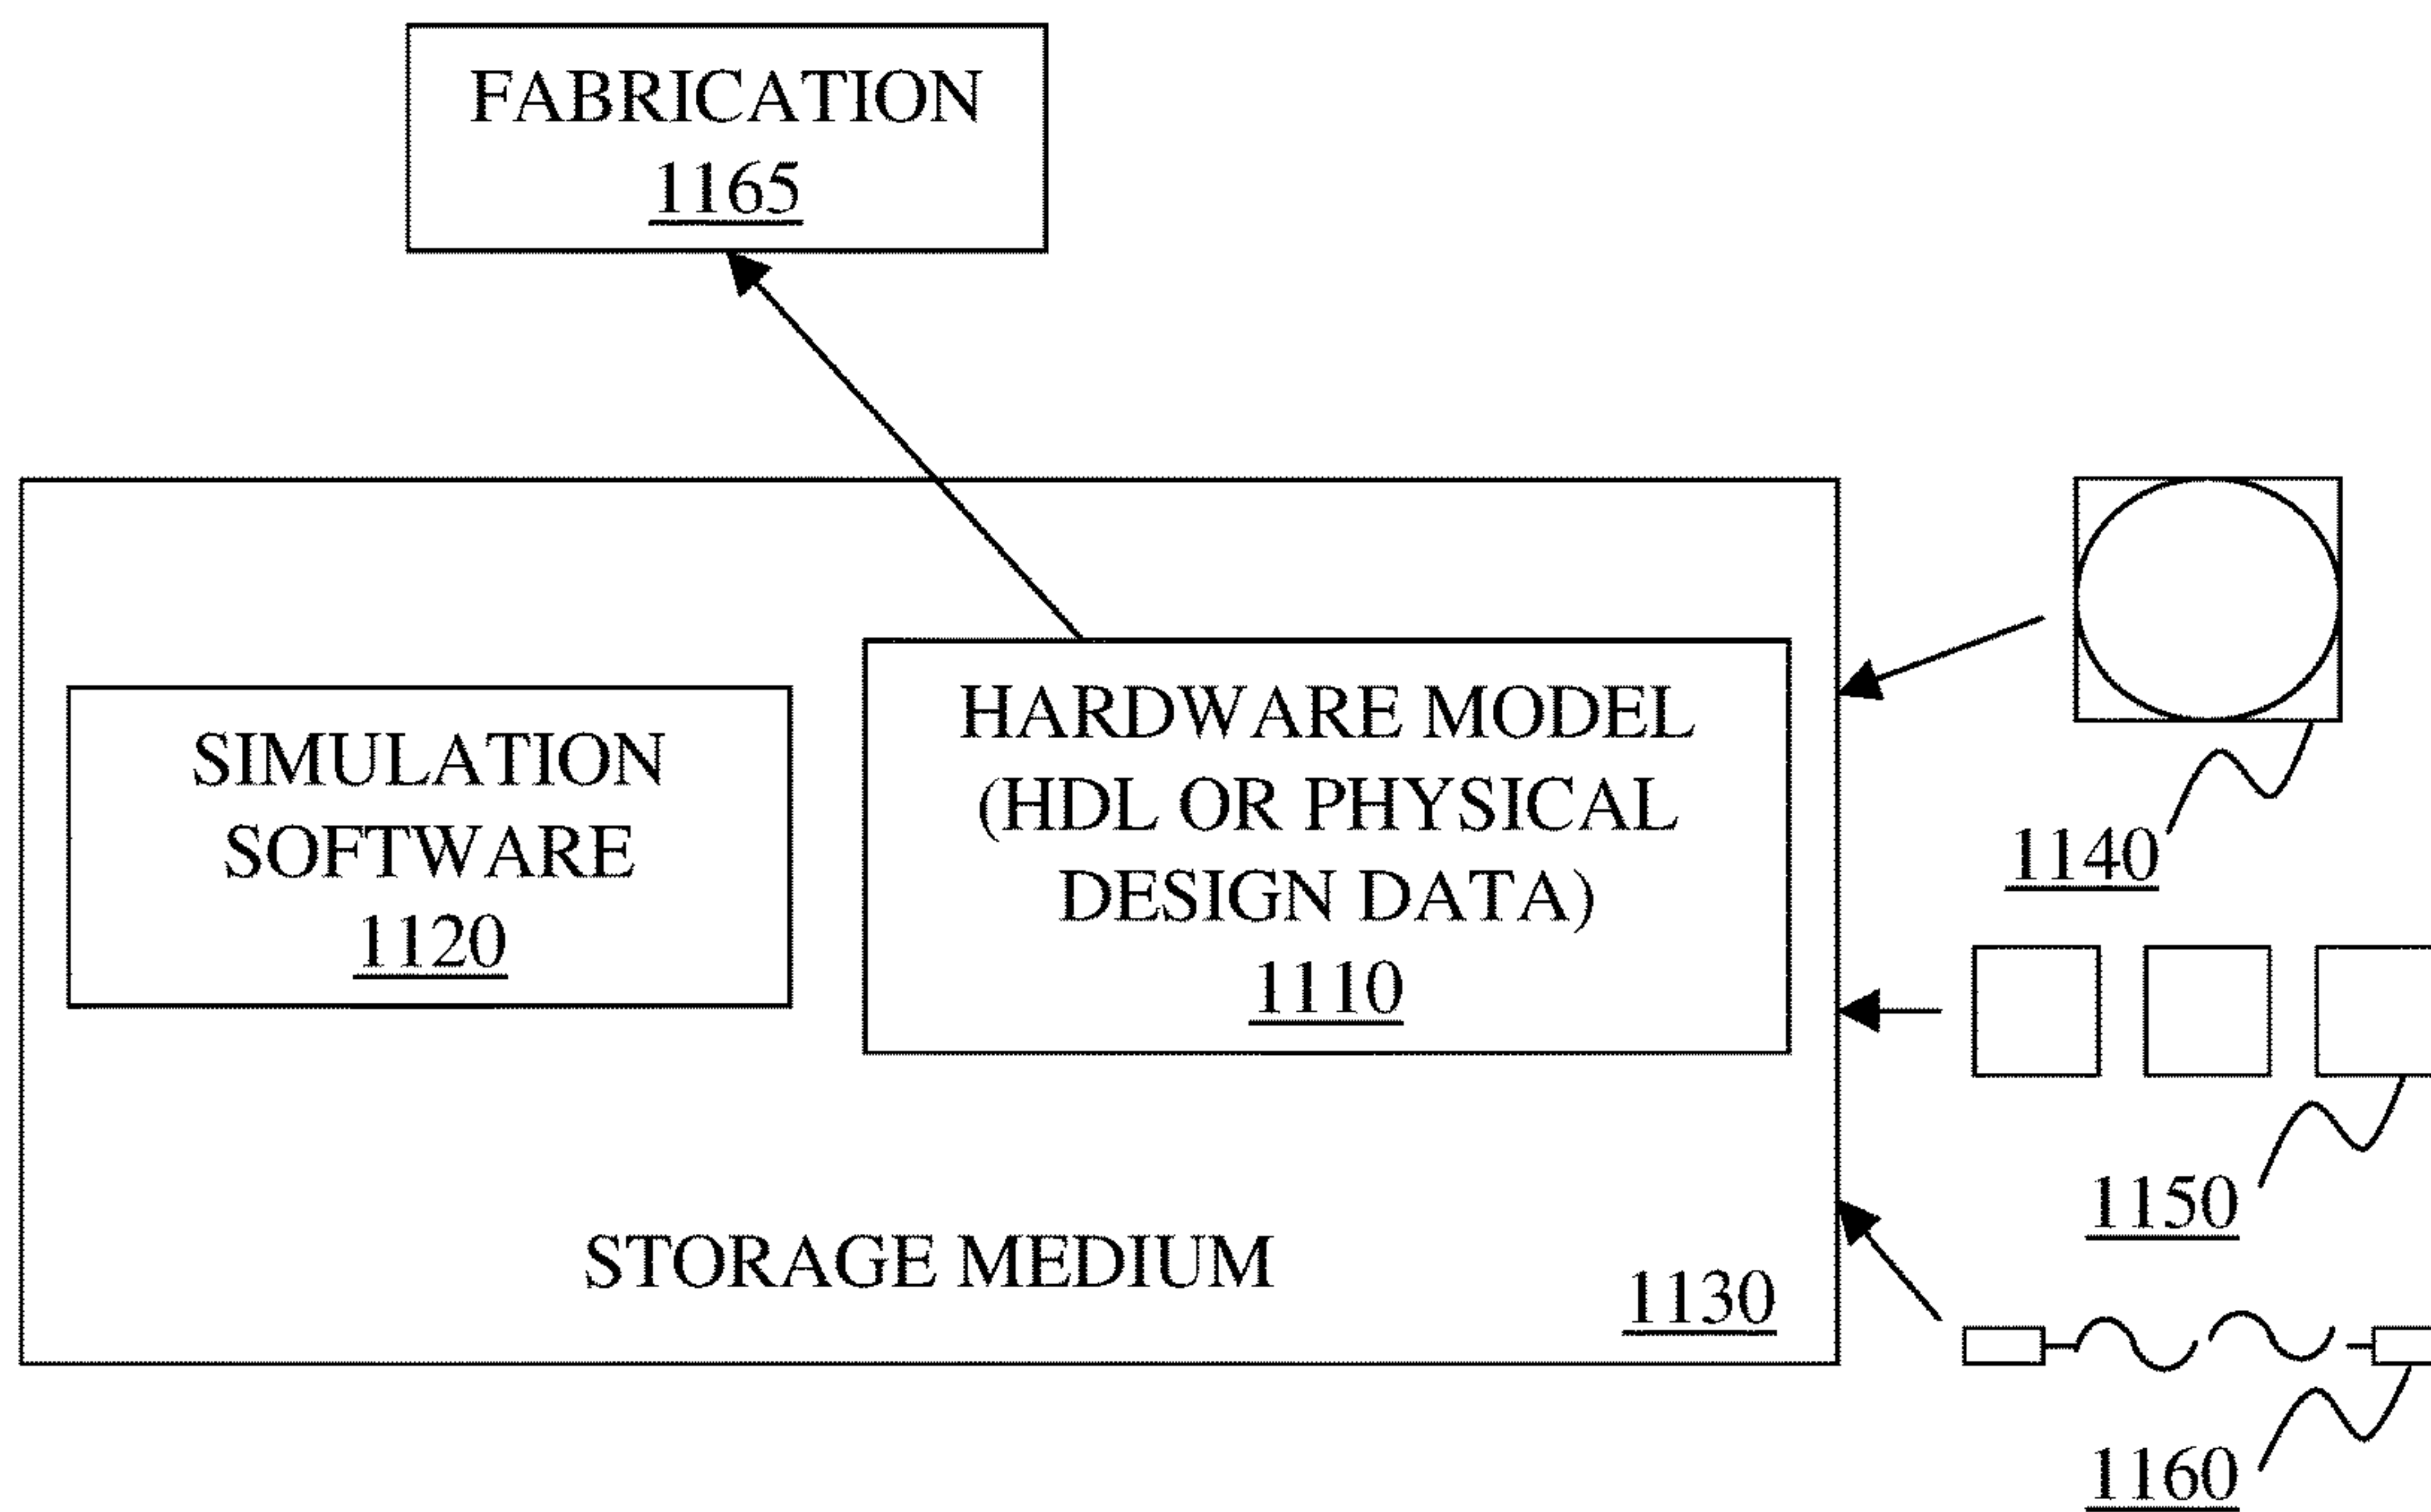 FABRICATION
1165
SIMULATION
SOFTWARE
1120
HARDWARE MODEL
(HDL OR PHYSICAL
DESIGN DATA)
1110
STORAGE MEDIUM
1130
1140
1150
1160